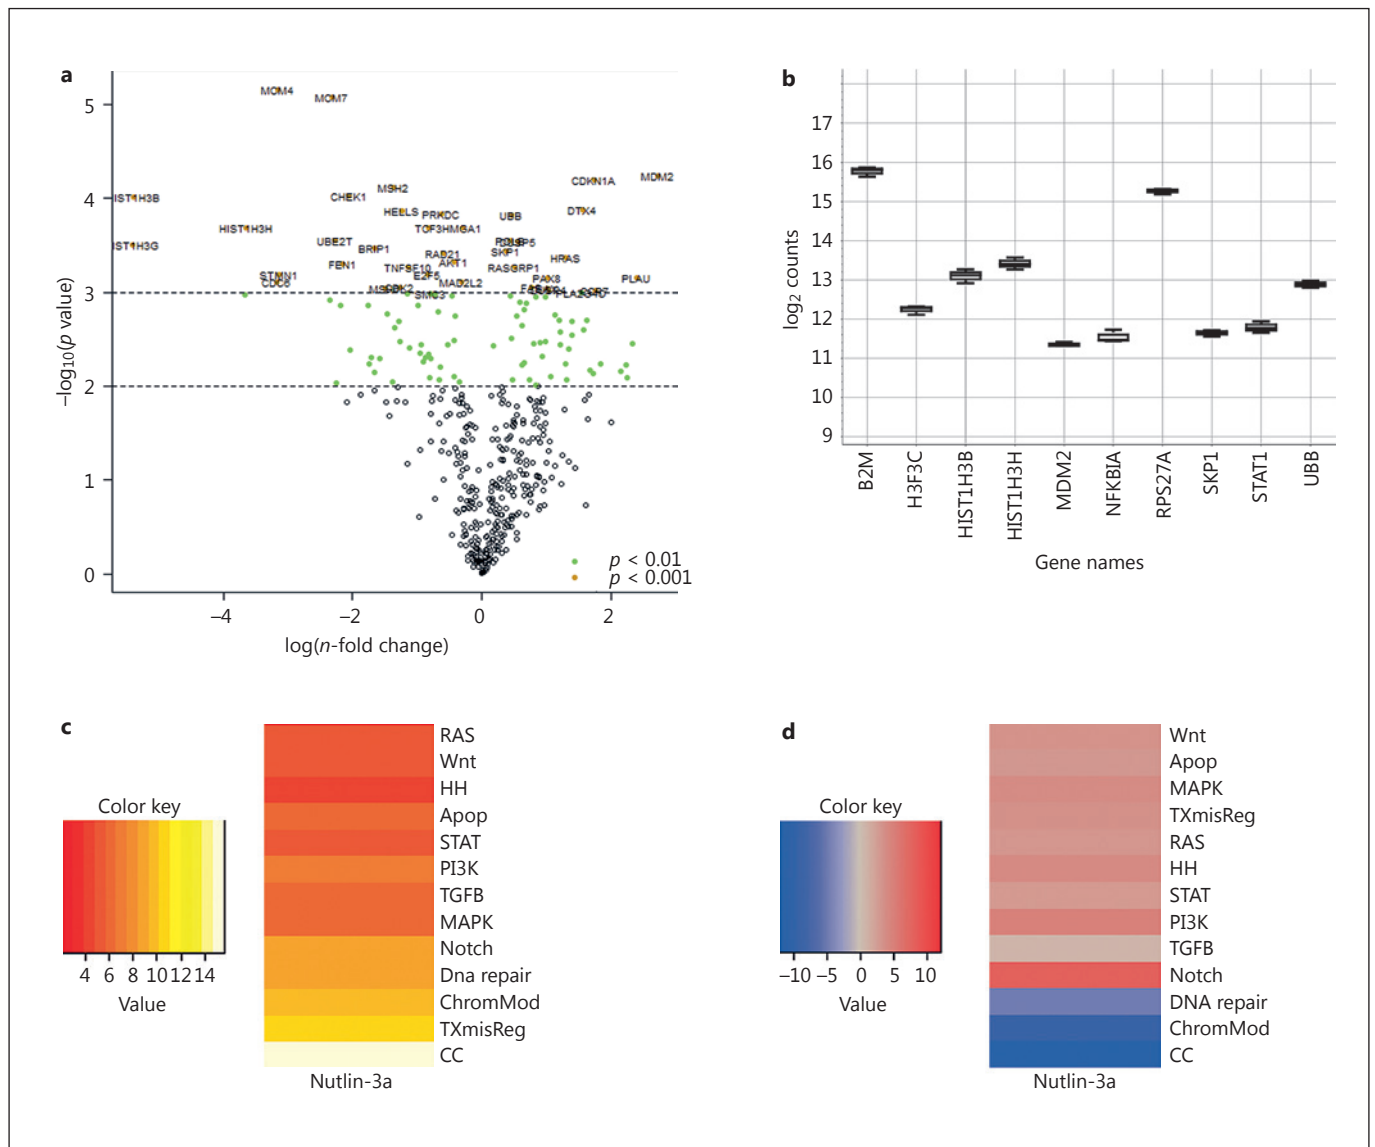 a
5
4
3
2
1
0
–log10(p value)
MCM4
MCM7
MDM2
CDKN1A
MSH2
CHEK1
IST1H3B
DTX4
HELLS
PRKDC
UBB
HIST1H3H
TCF3
HMGA1
UBE2T
IST1H3G
BRIP1
SKP1
RAD21
HRAS
AKT1
FEN1
TNFSF10
RASGRP1
STMN1
E2F5
PAX8
PLAU
CDC6
MAD2L2
SMC3
p < 0.01
p < 0.001
–4
–2
0
2
log(n-fold change)
b
17
16
15
14
13
12
11
10
9
log2 counts
B2M
H3F3C
HIST1H3B
HIST1H3H
MDM2
NFKBIA
RPS27A
SKP1
STAT1
UBB
Gene names
c
Color key
4 6 8 10 12 14
Value
RAS
Wnt
HH
Apop
STAT
PI3K
TGFB
MAPK
Notch
Dna repair
ChromMod
TXmisReg
CC
Nutlin-3a
d
Color key
–10 –5 0 5 10
Value
Wnt
Apop
MAPK
TXmisReg
RAS
HH
STAT
PI3K
TGFB
Notch
DNA repair
ChromMod
CC
Nutlin-3a